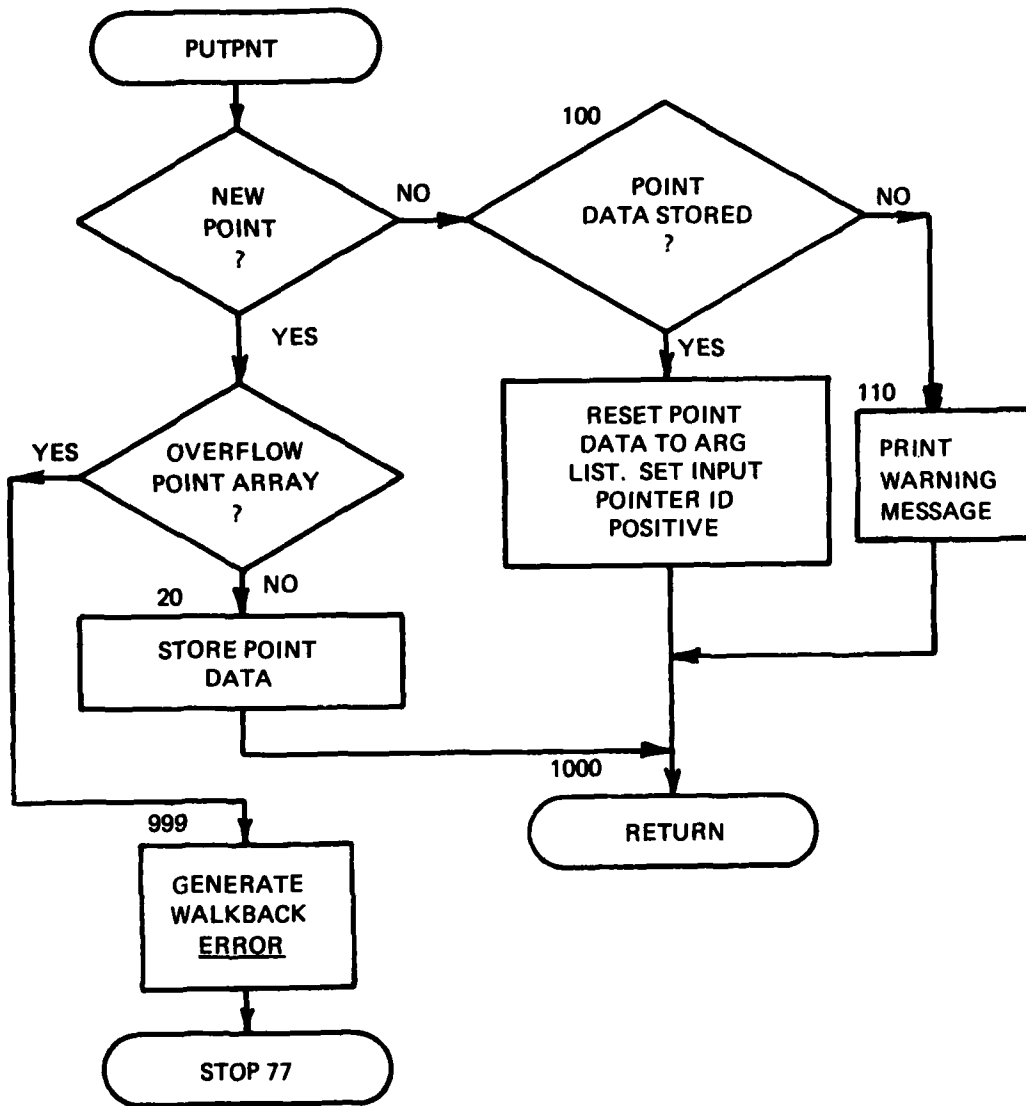 PUTPNT
NEW
POINT
?
NO
100
POINT
DATA STORED
?
NO
YES
YES
OVERFLOW
POINT ARRAY
?
YES
NO
RESET POINT
DATA TO ARG
LIST. SET INPUT
POINTER ID
POSITIVE
110
PRINT
WARNING
MESSAGE
20
STORE POINT
DATA
1000
RETURN
999
GENERATE
WALKBACK
ERROR
STOP 77